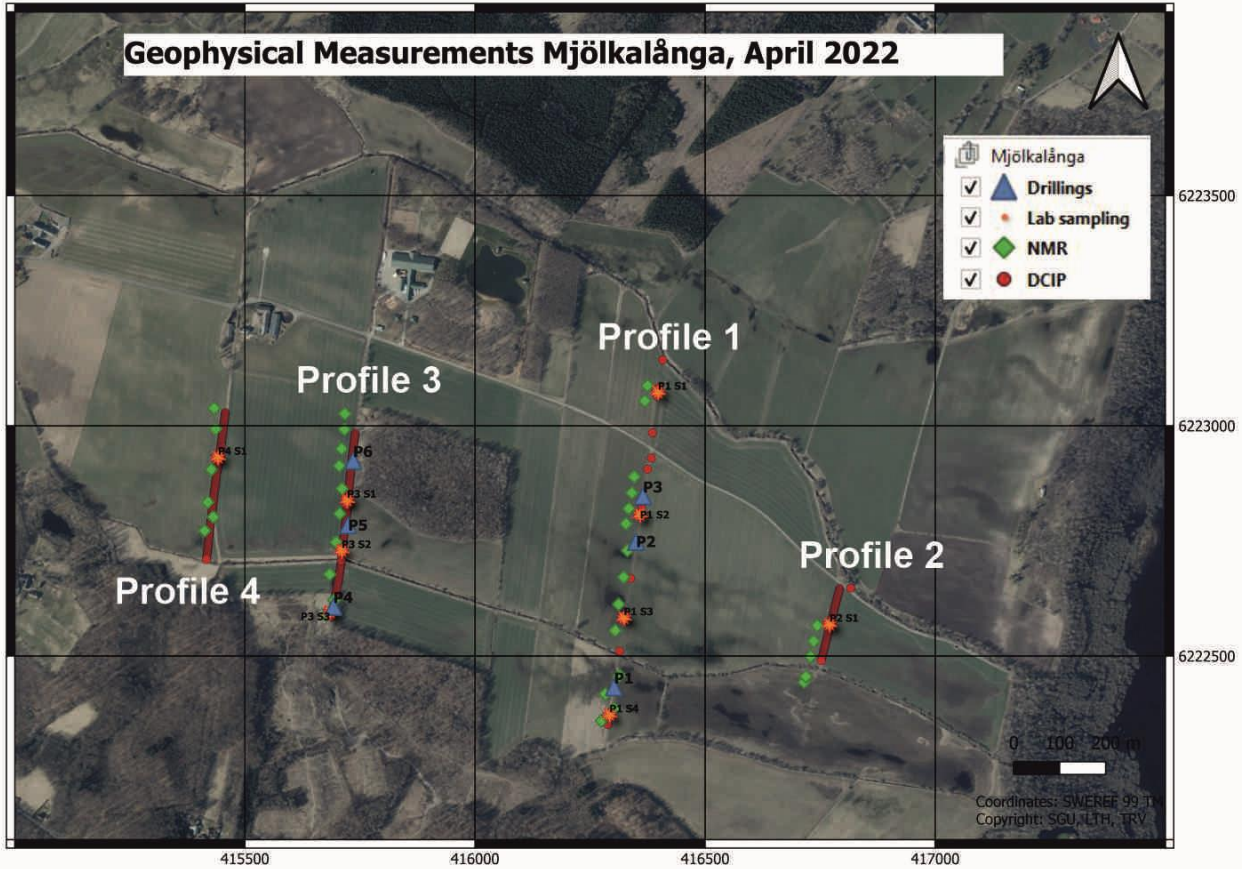 Geophysical Measurements Mjölkalånga, April 2022
Mjölkalånga
Drillings
Lab sampling
NMR
DCIP
6223500
Profile 1
Profile 3
P1 S1
6223000
P6
P4 S1
P3 S1
P3
P1 S2
P5
P2
P3 S2
Profile 2
Profile 4
P4
P3 S3
P1 S3
P2 S1
6222500
P1
P1 S4
0 100 200 m
Coordinates: SWEREF 99 TM
Copyright: SGU, LTH, TRV
415500 416000 416500 417000